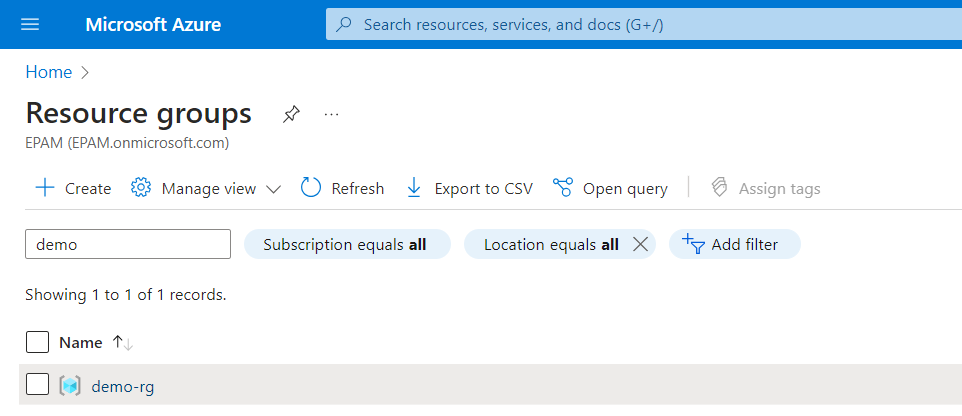 Microsoft Azure
Search resources, services, and docs (G+/)
Home
Resource groups
EPAM (EPAM.onmicrosoft.com)
Create Manage view Refresh Export to CSV Open query Assign tags
demo Subscription equals all Location equals all Add filter
Showing 1 to 1 of 1 records.
Name
demo-rg